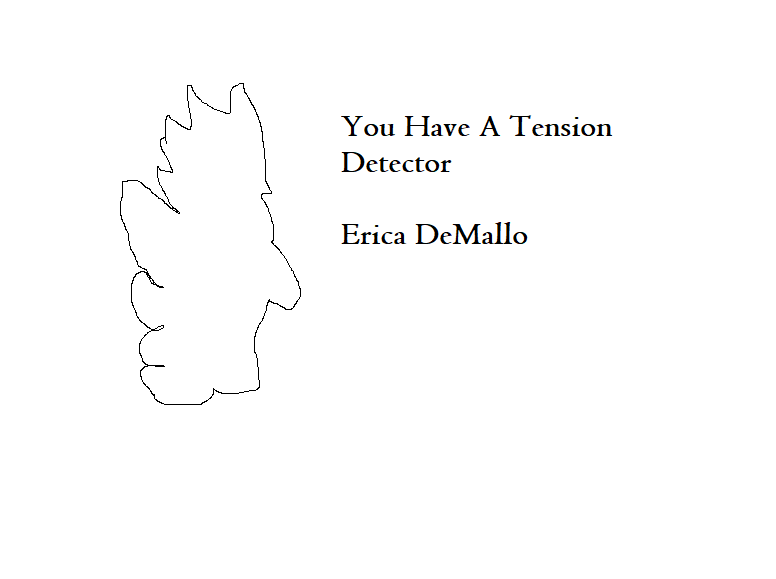 You Have A Tension
Detector
Erica DeMallo